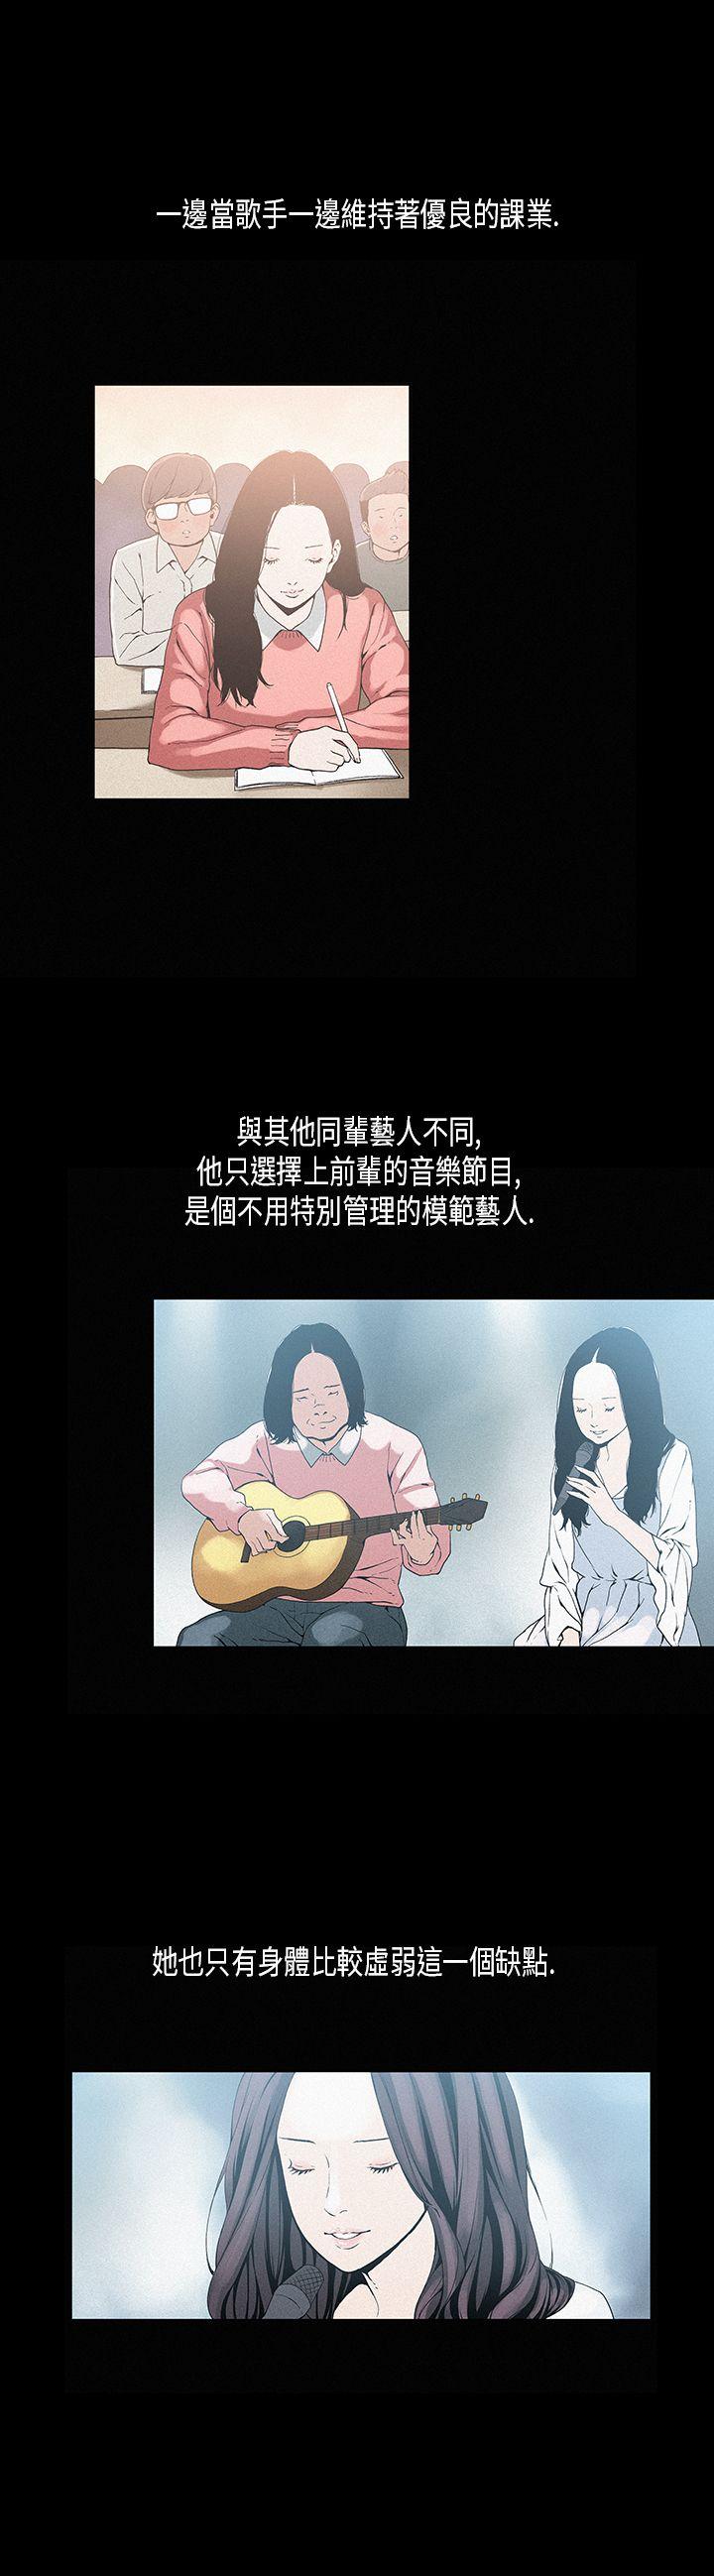 一邊當歌手一邊維持著優良的課業.
與其他同輩藝人不同,
他只選擇上前輩的音樂節目,
是個不用特別管理的模範藝人.
她也只有身體比較虛弱這一個缺點.